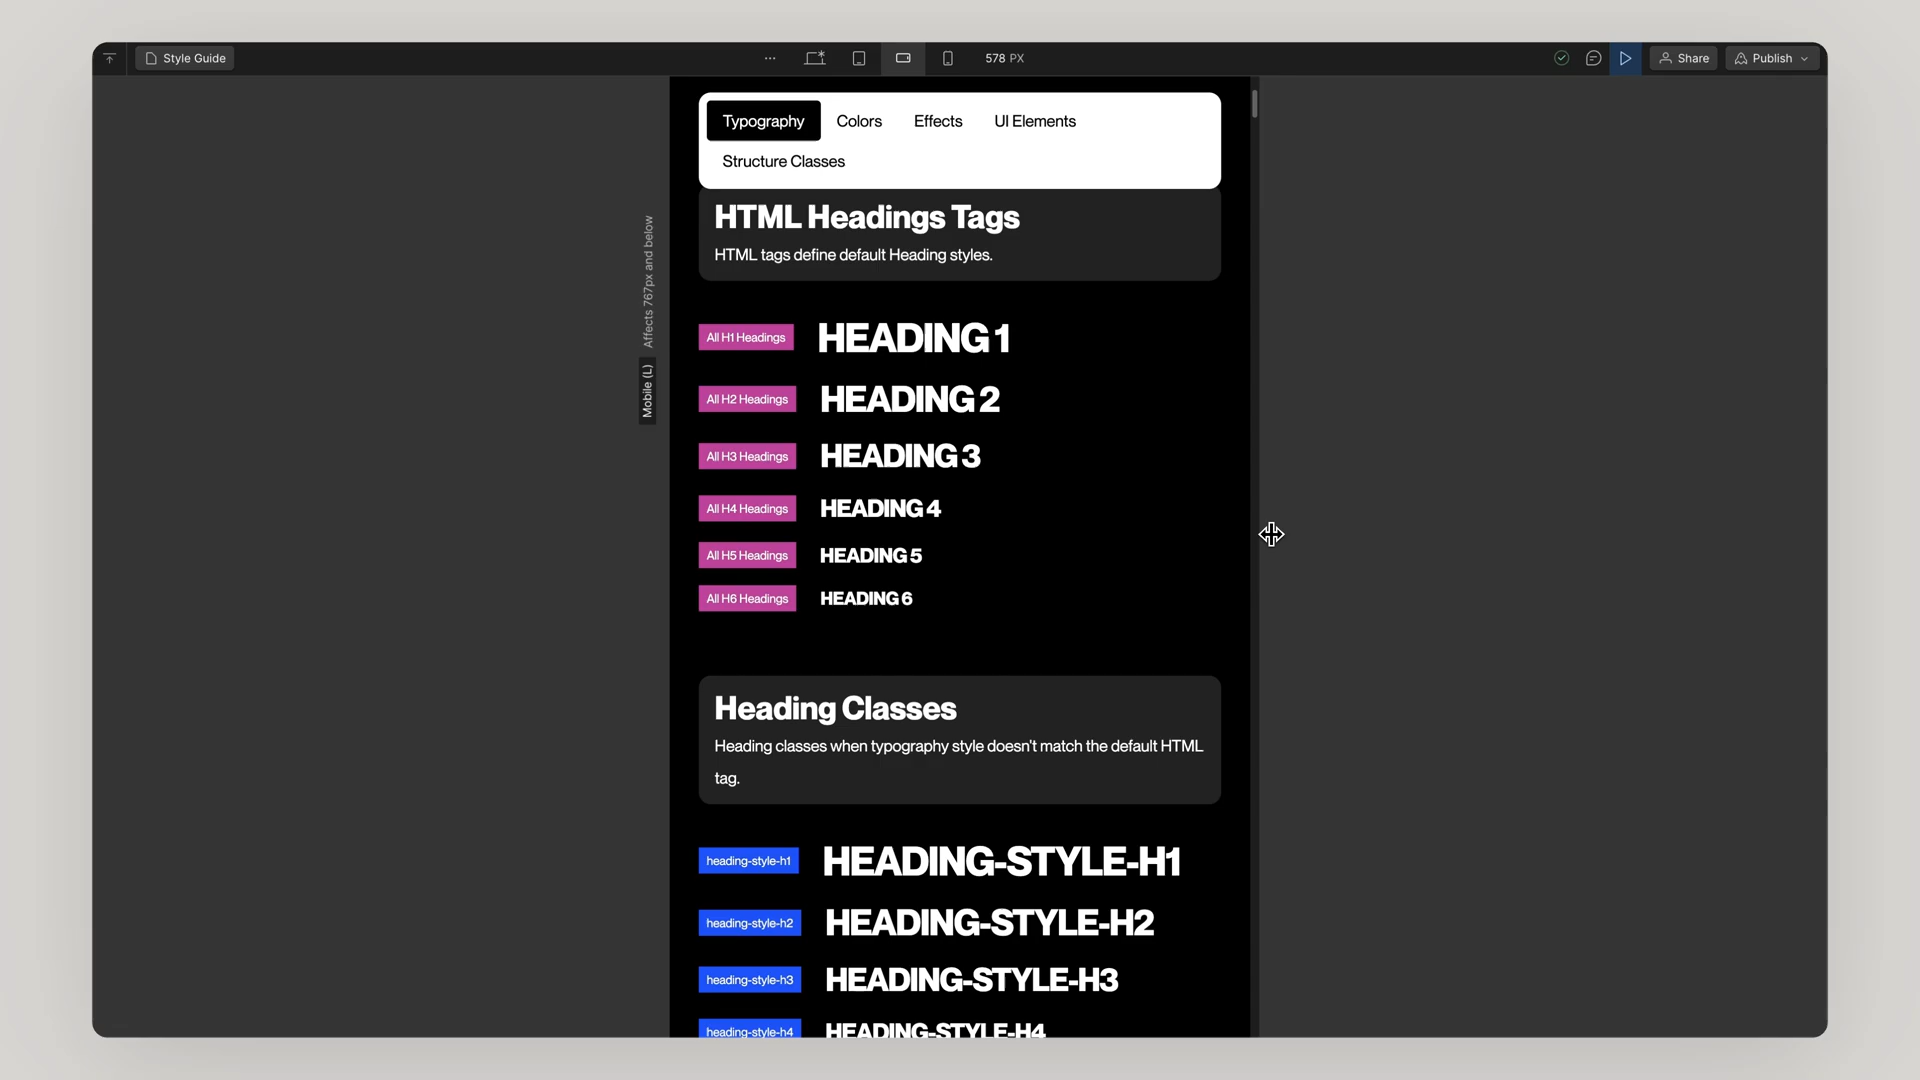 Style Guide
578 PX
Share
Publish
Typography
Colors
Effects
UI Elements
Structure Classes
HTML Headings Tags
HTML tags define default Heading styles.
Affects 767px and below
Mobile (L)
All H1 Headings
HEADING 1
All H2 Headings
HEADING 2
All H3 Headings
HEADING 3
All H4 Headings
HEADING 4
All H5 Headings
HEADING 5
All H6 Headings
HEADING 6
Heading Classes
Heading classes when typography style doesn't match the default HTML
tag.
heading-style-h1
HEADING-STYLE-H1
heading-style-h2
HEADING-STYLE-H2
heading-style-h3
HEADING-STYLE-H3
heading-style-h4
HEADING-STYLE-H4